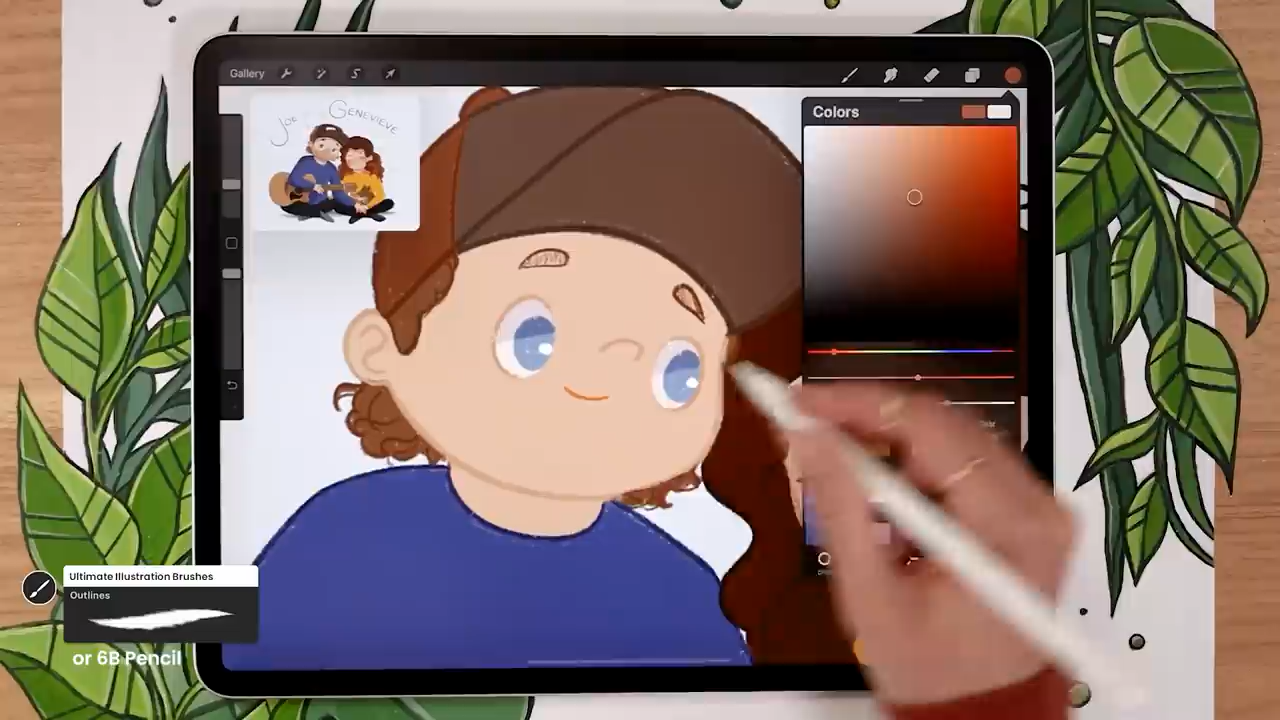 Gallery
Colors
JOE
GENEVIEVE
Ultimate Illustration Brushes
Outlines
or 6B Pencil